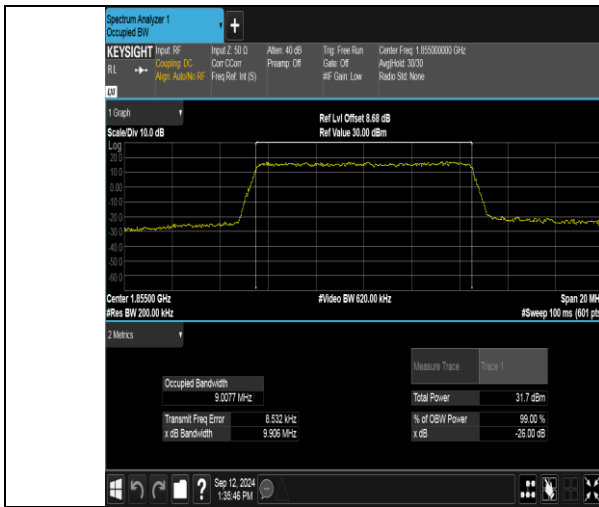 Spectrum Analyzer 1
Occupied BW
+
KEYSIGHT Input: RF Input Z: 50 Ω Atten: 40 dB Trig: Free Run Center Freq: 1.855000000 GHz
RL Coupling: DC Corr CCorr Preamp: Off Gate: Off Avg|Hold: 30/30
Align: Auto/No RF Freq Ref: Int (S) #IF Gain: Low Radio Std: None
1 Graph
Ref Lvl Offset 8.68 dB
Scale/Div 10.0 dB Ref Value 30.00 dBm
Log
20.0
10.0
0.00
-10.0
-20.0
-30.0
-40.0
-50.0
-60.0
Center 1.85500 GHz #Video BW 620.00 kHz Span 20 MH
#Res BW 200.00 kHz #Sweep 100 ms (601 pts
2 Metrics
Measure Trace Trace 1
Occupied Bandwidth
9.0077 MHz Total Power 31.7 dBm
Transmit Freq Error 8.532 kHz % of OBW Power 99.00 %
x dB Bandwidth 9.906 MHz x dB -26.00 dB
? Sep 12, 2024
1:35:46 PM